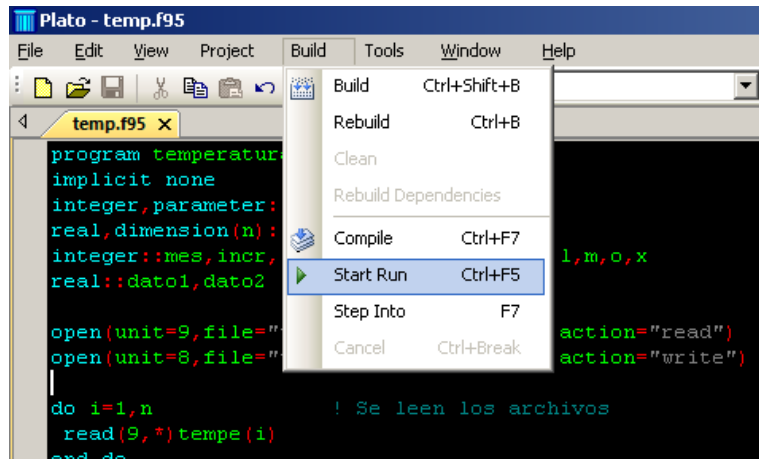 Plato - temp.f95
File Edit View Project Build Tools Window Help
Build Ctrl+Shift+B
temp.f95 X
Rebuild Ctrl+B
Clean
Rebuild Dependencies
Compile Ctrl+F7
Start Run Ctrl+F5
Step Into F7
Cancel Ctrl+Break
program temperatur
implicit none
integer,parameter:
real,dimension(n):
integer::mes,incr, l,m,o,x
real::dato1,dato2
open(unit=9,file=" action="read")
open(unit=8,file=" action="write")
do i=1,n ! Se leen los archivos
read(9,*)tempe(i)
end do